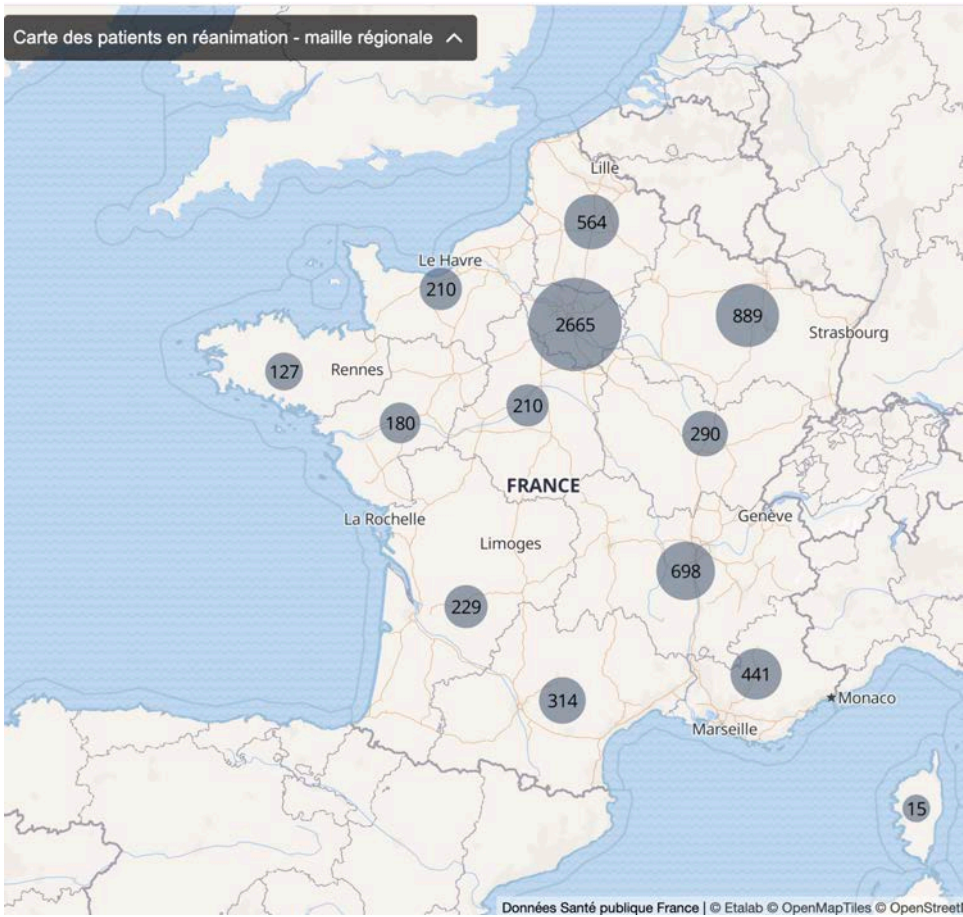 Carte des patients en réanimation - maille régionale
Lille
564
Le Havre
210
2665
889
Strasbourg
127
Rennes
180
210
290
FRANCE
La Rochelle
Genève
Limoges
698
229
441
314
Monaco
Marseille
15
Données Santé publique France | © Etalab © OpenMapTiles © OpenStreetM